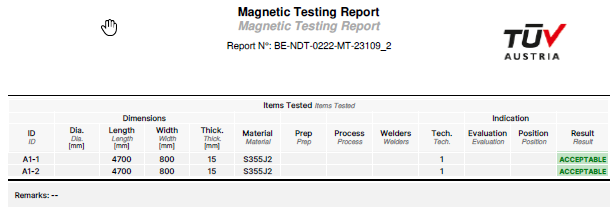 Magnetic Testing Report
Magnetic Testing Report
Report N°: BE-NDT-0222-MT-23109_2
TÜV
AUSTRIA
Items Tested Items Tested
Dimensions Indication
ID Dia. Length Width Thick. Material Prep Process Welders Tech. Evaluation Position Result
ID Dia. Length Width Thick. Material Prep Process Welders Tech. Evaluation Position Result
[mm] [mm] [mm] [mm]
A1-1 4700 800 15 S355J2 1 ACCEPTABLE
A1-2 4700 800 15 S355J2 1 ACCEPTABLE
Remarks: --